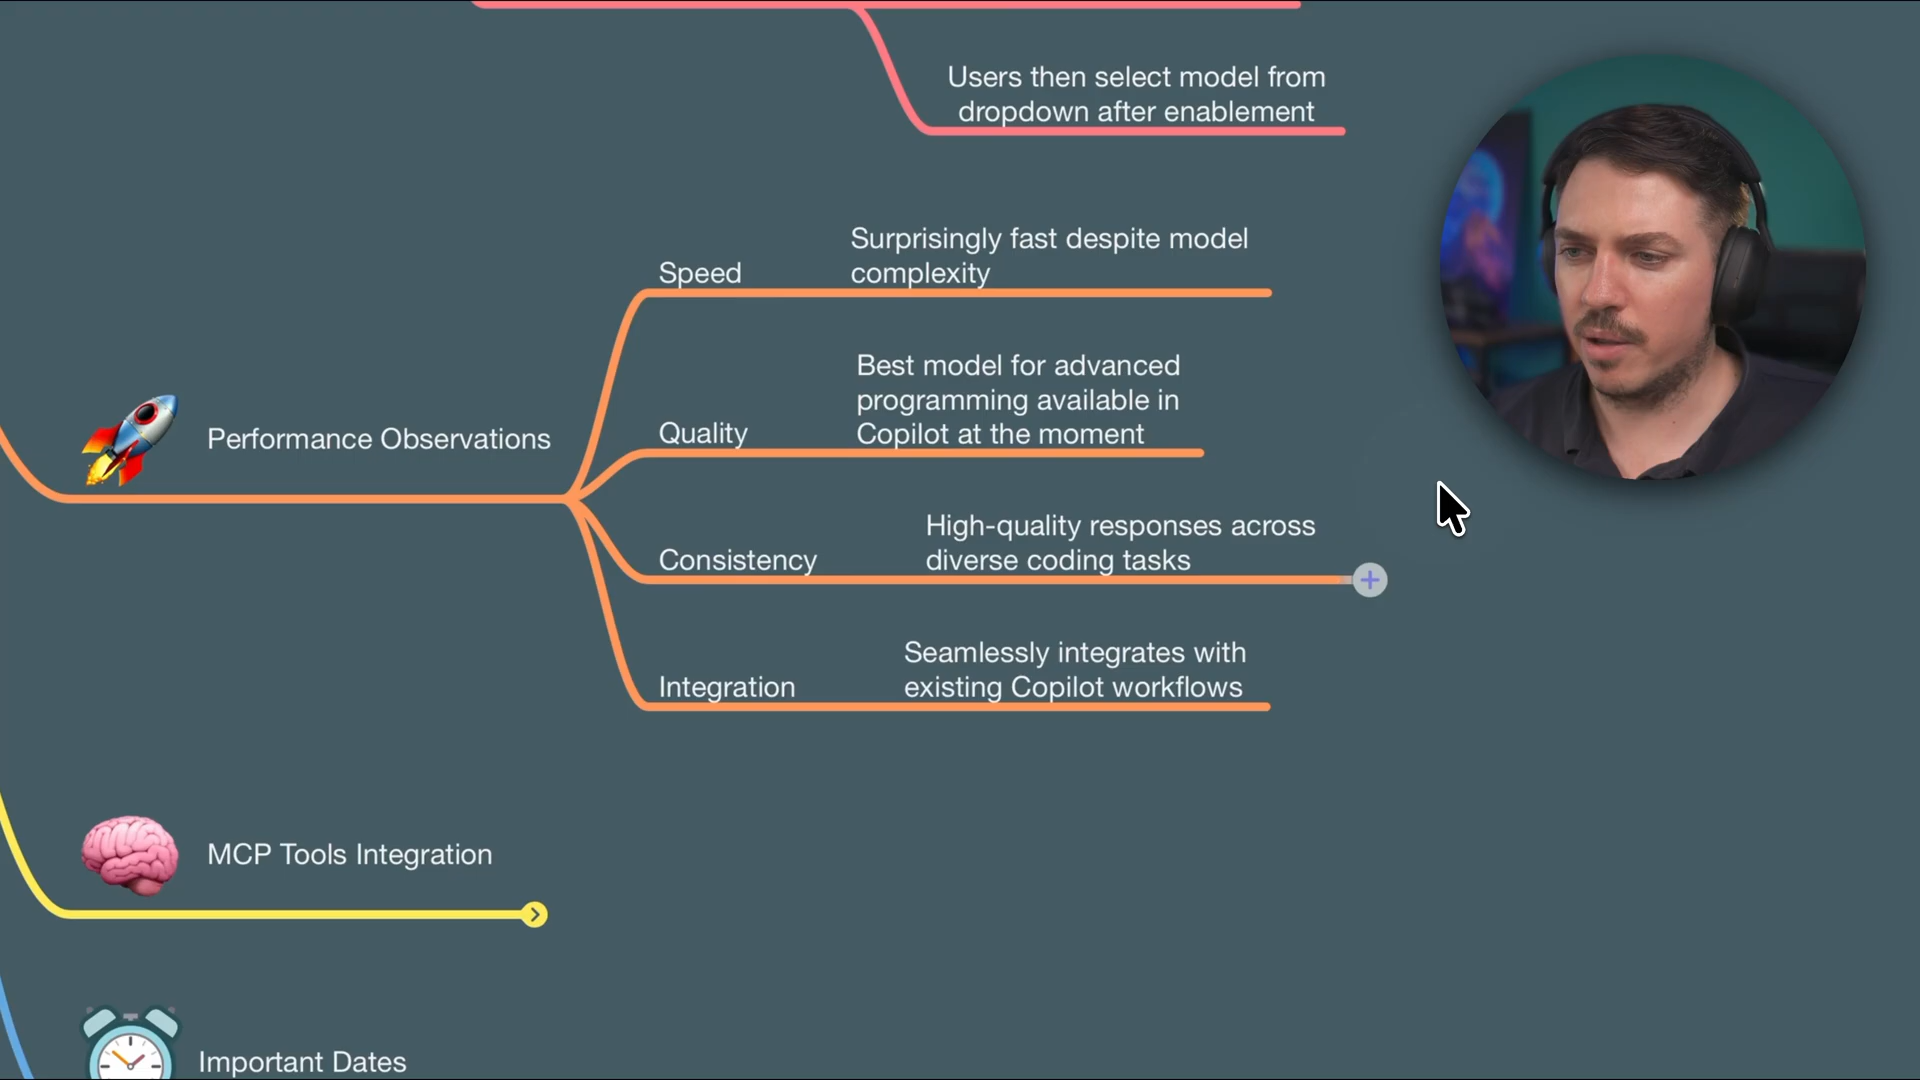 Users then select model from
dropdown after enablement
Surprisingly fast despite model
complexity
Speed
Best model for advanced
programming available in
Copilot at the moment
Quality
Performance Observations
High-quality responses across
diverse coding tasks
Consistency
Seamlessly integrates with
existing Copilot workflows
Integration
MCP Tools Integration
Important Dates